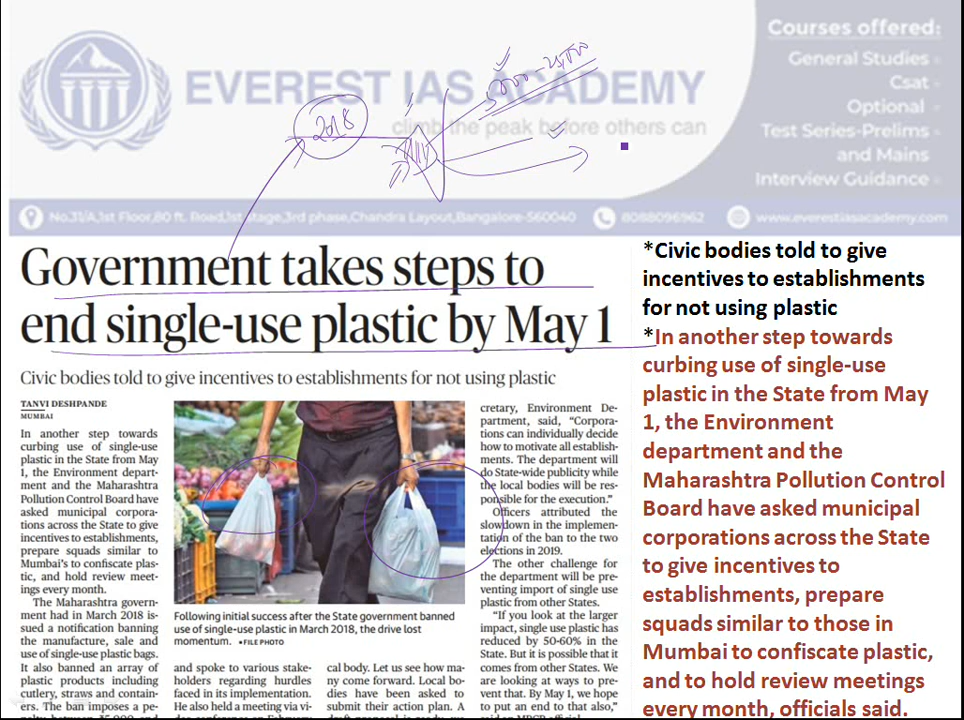 Courses offered:
General Studies
Csat
Optional
Test Series-Prelims
and Mains
Interview Guidance
EVEREST IAS ACADEMY
climb the peak before others can
2018
No.31/A,1st Floor,80 ft. Road,1st stage,3rd phase,Chandra Layout,Bangalore-560040
8088096962
www.everestiasacademy.com
Government takes steps to
end single-use plastic by May 1
Civic bodies told to give incentives to establishments for not using plastic
TANVI DESHPANDE
MUMBAI
In another step towards
curbing use of single-use
plastic in the State from May
1, the Environment depart-
ment and the Maharashtra
Pollution Control Board have
asked municipal corpora-
tions across the State to give
incentives to establishments,
prepare squads similar to
Mumbai's to confiscate plas-
tic, and hold review meet-
ings every month.
The Maharashtra govern-
ment had in March 2018 is-
sued a notification banning
the manufacture, sale and
use of single-use plastic bags.
It also banned an array of
plastic products including
cutlery, straws and contain-
ers. The ban imposes a pe-
nalty between ₹5,000 and
Following initial success after the State government banned
use of single-use plastic in March 2018, the drive lost
momentum. •FILE PHOTO
and spoke to various stake-
holders regarding hurdles
faced in its implementation.
He also held a meeting via vi-
deo conference on February
cal body. Let us see how ma-
ny come forward. Local bo-
dies have been asked to
submit their action plan. A
draft proposal is ready, we
cretary, Environment De-
partment, said, "Corpora-
tions can individually decide
how to motivate all establish-
ments. The department will
do State-wide publicity while
the local bodies will be res-
ponsible for the execution."
Officers attributed the
slowdown in the implemen-
tation of the ban to the two
elections in 2019.
The other challenge for
the department will be pre-
venting import of single use
plastic from other States.
"If you look at the larger
impact, single use plastic has
reduced by 50-60% in the
State. But it is possible that it
comes from other States. We
are looking at ways to pre-
vent that. By May 1, we hope
to put an end to that also,"
said an MPCB official.
*Civic bodies told to give
incentives to establishments
for not using plastic
*In another step towards
curbing use of single-use
plastic in the State from May
1, the Environment
department and the
Maharashtra Pollution Control
Board have asked municipal
corporations across the State
to give incentives to
establishments, prepare
squads similar to those in
Mumbai to confiscate plastic,
and to hold review meetings
every month, officials said.